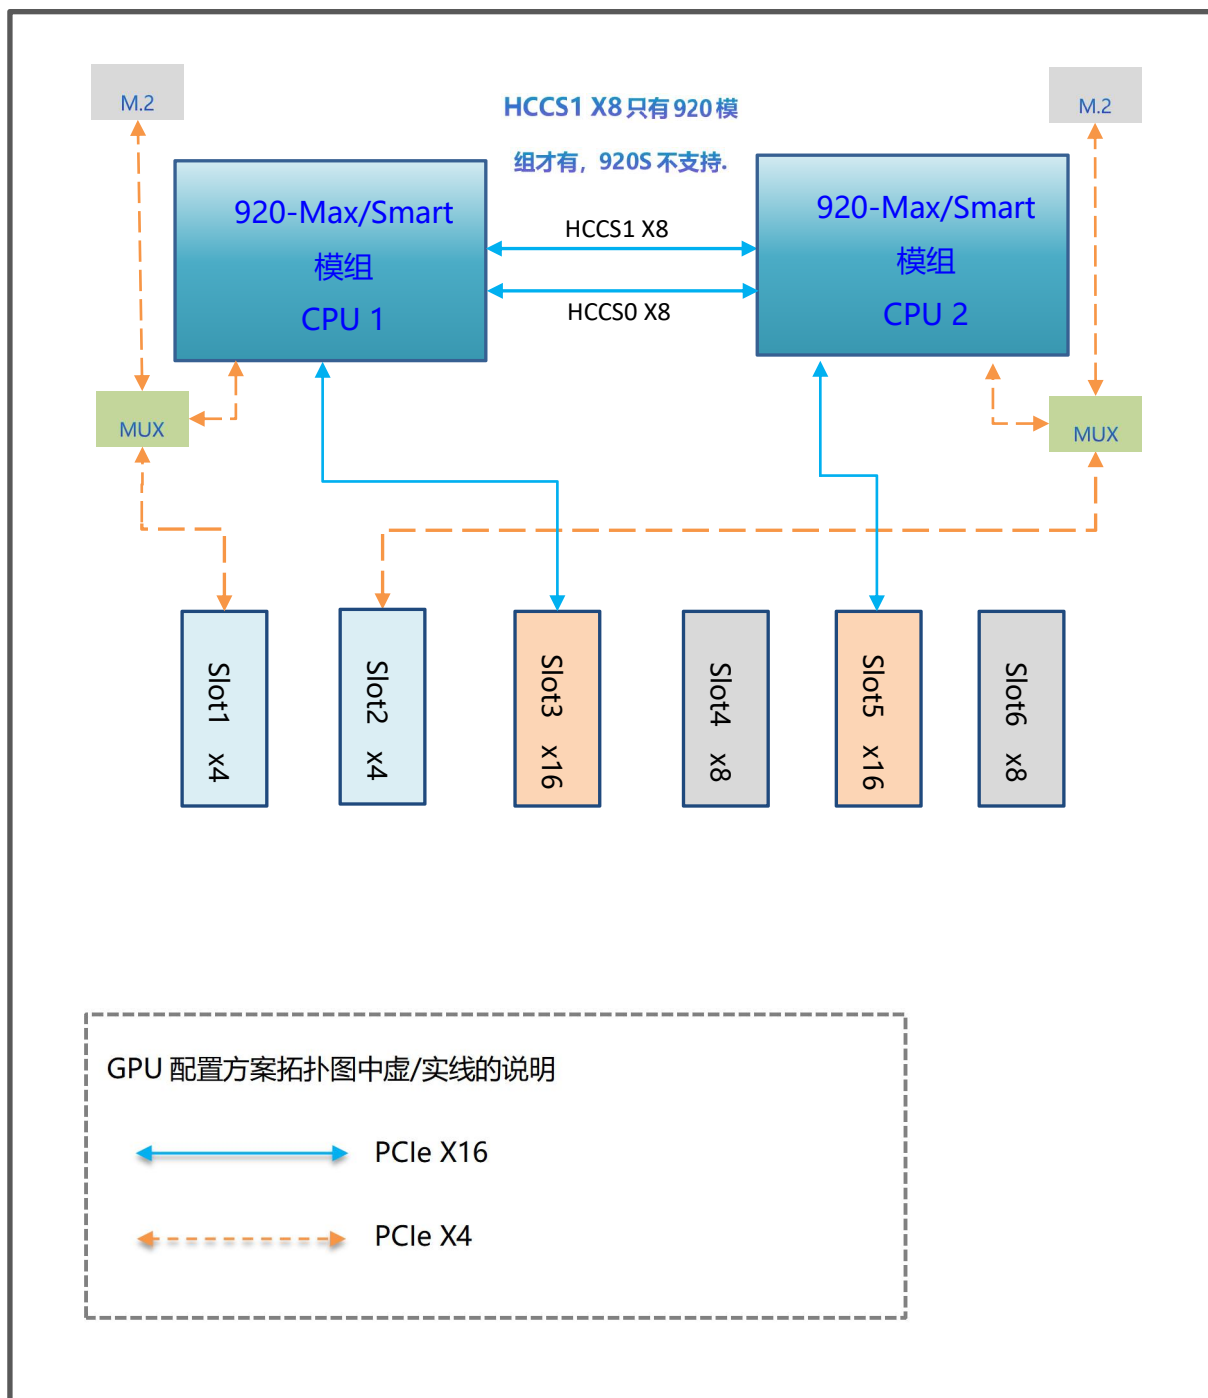 M.2
M.2
HCCS1 X8 只有 920 模
组才有，920S 不支持.
920-Max/Smart
模组
CPU 1
920-Max/Smart
模组
CPU 2
HCCS1 X8
HCCS0 X8
MUX
MUX
Slot1 x4
Slot2 x4
Slot3 x16
Slot4 x8
Slot5 x16
Slot6 x8
GPU 配置方案拓扑图中虚/实线的说明
PCIe X16
PCIe X4